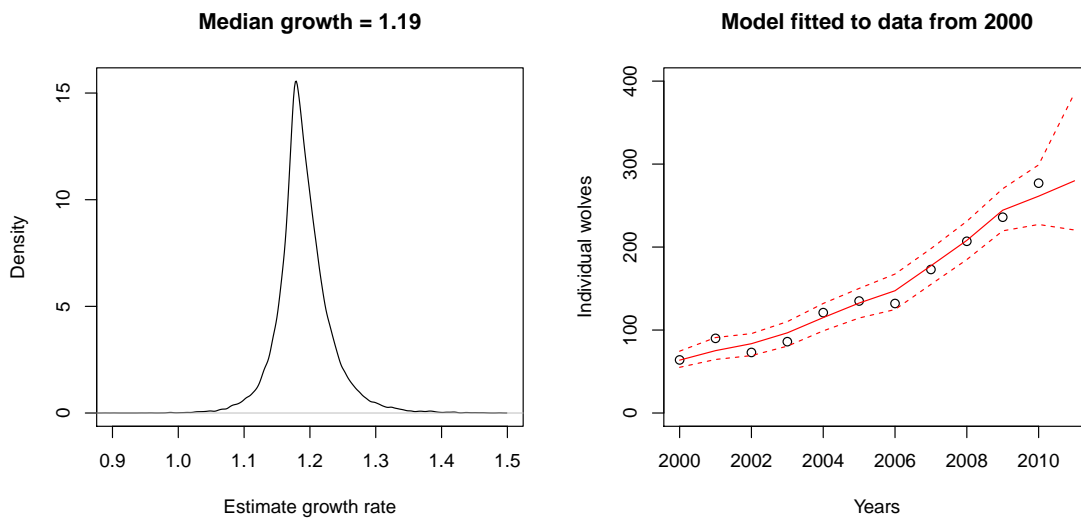 Median growth = 1.19
Density
15
10
5
0
0.9 1.0 1.1 1.2 1.3 1.4 1.5
Estimate growth rate
Model fitted to data from 2000
Individual wolves
400
300
200
100
0
2000 2002 2004 2006 2008 2010
Years